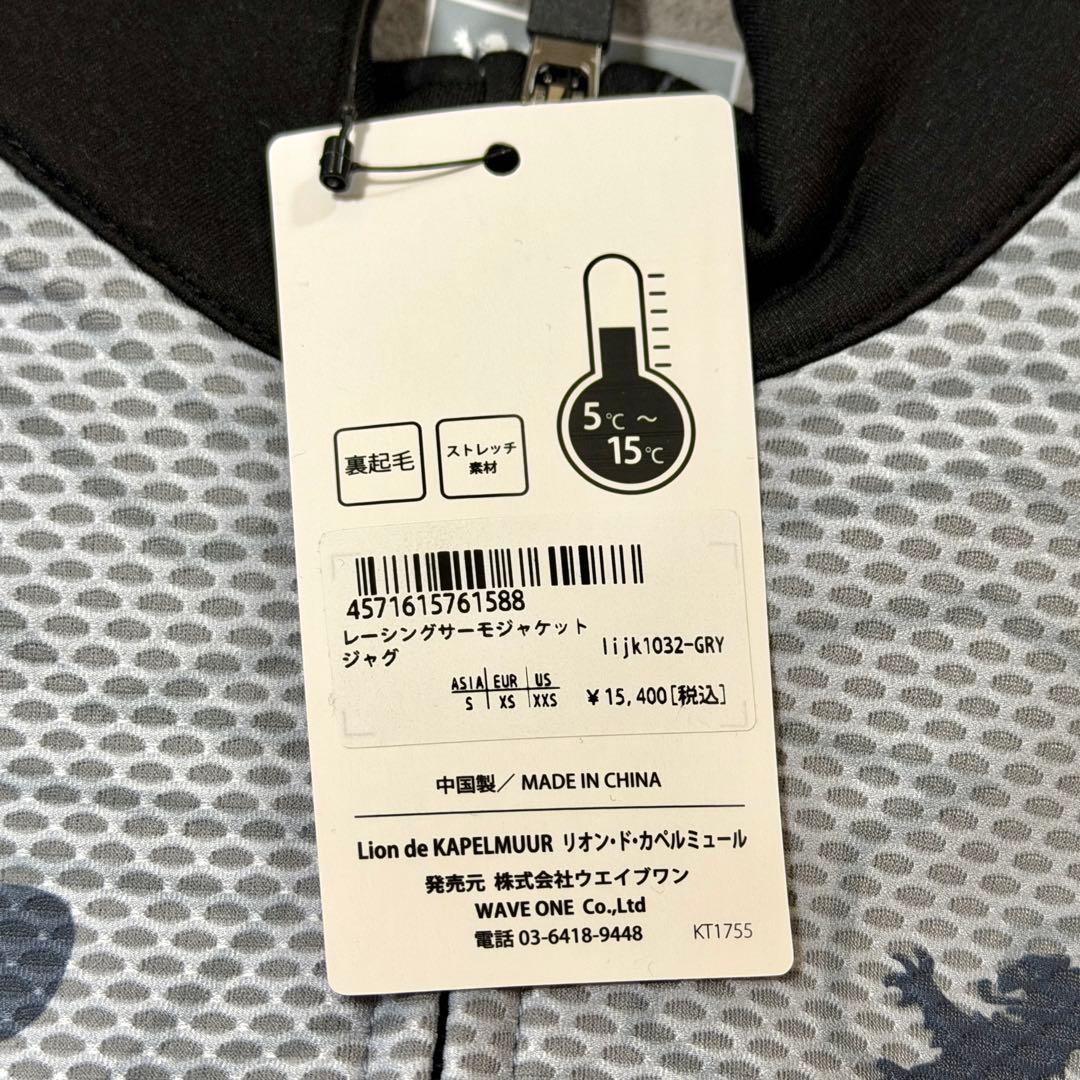 5℃～
15℃
裏起毛
ストレッチ
素材
4571615761588
レーシングサーモジャケット
ジャグ
lijk1032-GRY
ASIA EUR US
S XS XXS
￥15,400[税込]
中国製／MADE IN CHINA
Lion de KAPELMUUR リオン・ド・カペルミュール
発売元 株式会社ウエイブワン
WAVE ONE Co.,Ltd
電話 03-6418-9448
KT1755